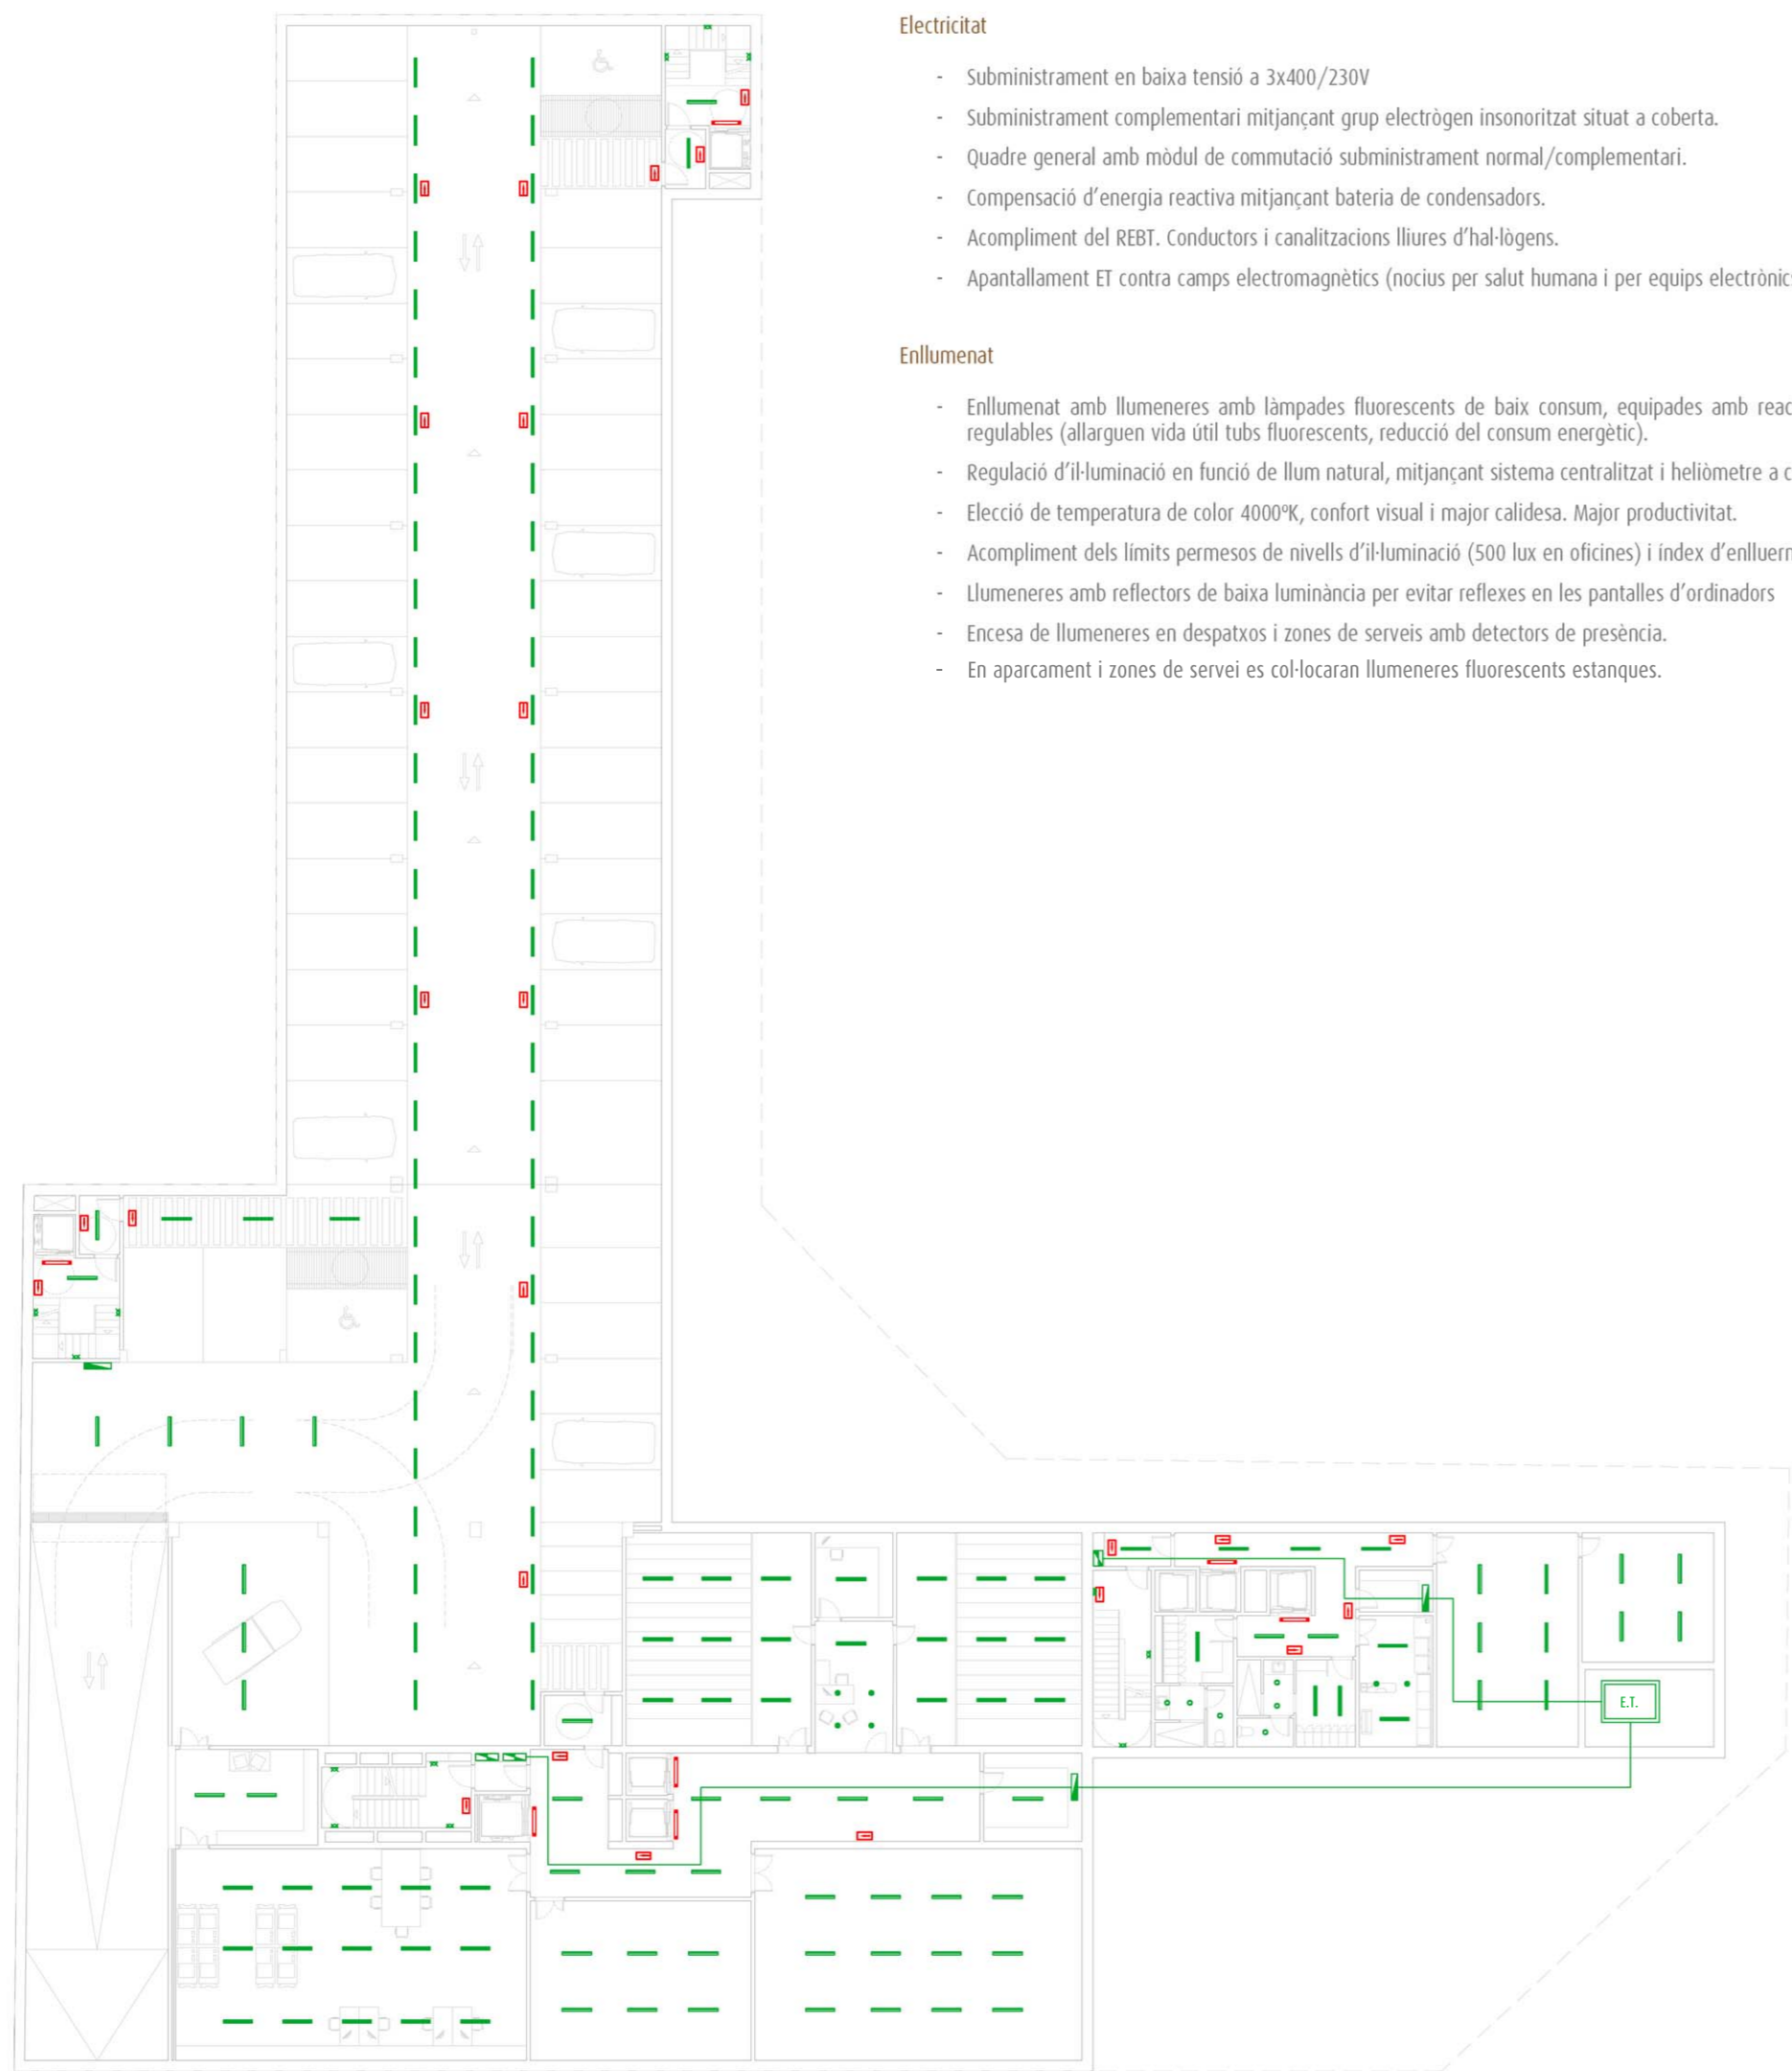 Electricitat
- Subministrament en baixa tensió a 3x400/230V
- Subministrament complementari mitjançant grup electrògen insonoritzat situat a coberta.
- Quadre general amb mòdul de commutació subministrament normal/complementari.
- Compensació d'energia reactiva mitjançant bateria de condensadors.
- Acompliment del REBT. Conductors i canalitzacions lliures d'hal·lògens.
- Apantallament ET contra camps electromagnètics (nocius per salut humana i per equips electrònics
Enllumenat
- Enllumenat amb llumeneres amb làmpades fluorescents de baix consum, equipades amb reac
regulables (allarguen vida útil tubs fluorescents, reducció del consum energètic).
- Regulació d'il·luminació en funció de llum natural, mitjançant sistema centralitzat i heliòmetre a c
- Elecció de temperatura de color 4000ºK, confort visual i major calidesa. Major productivitat.
- Acompliment dels límits permesos de nivells d'il·luminació (500 lux en oficines) i índex d'enlluern
- Llumeneres amb reflectors de baixa luminància per evitar reflexes en les pantalles d'ordinadors
- Encesa de llumeneres en despatxos i zones de serveis amb detectors de presència.
- En aparcament i zones de servei es col·locaran llumeneres fluorescents estanques.
E.T.